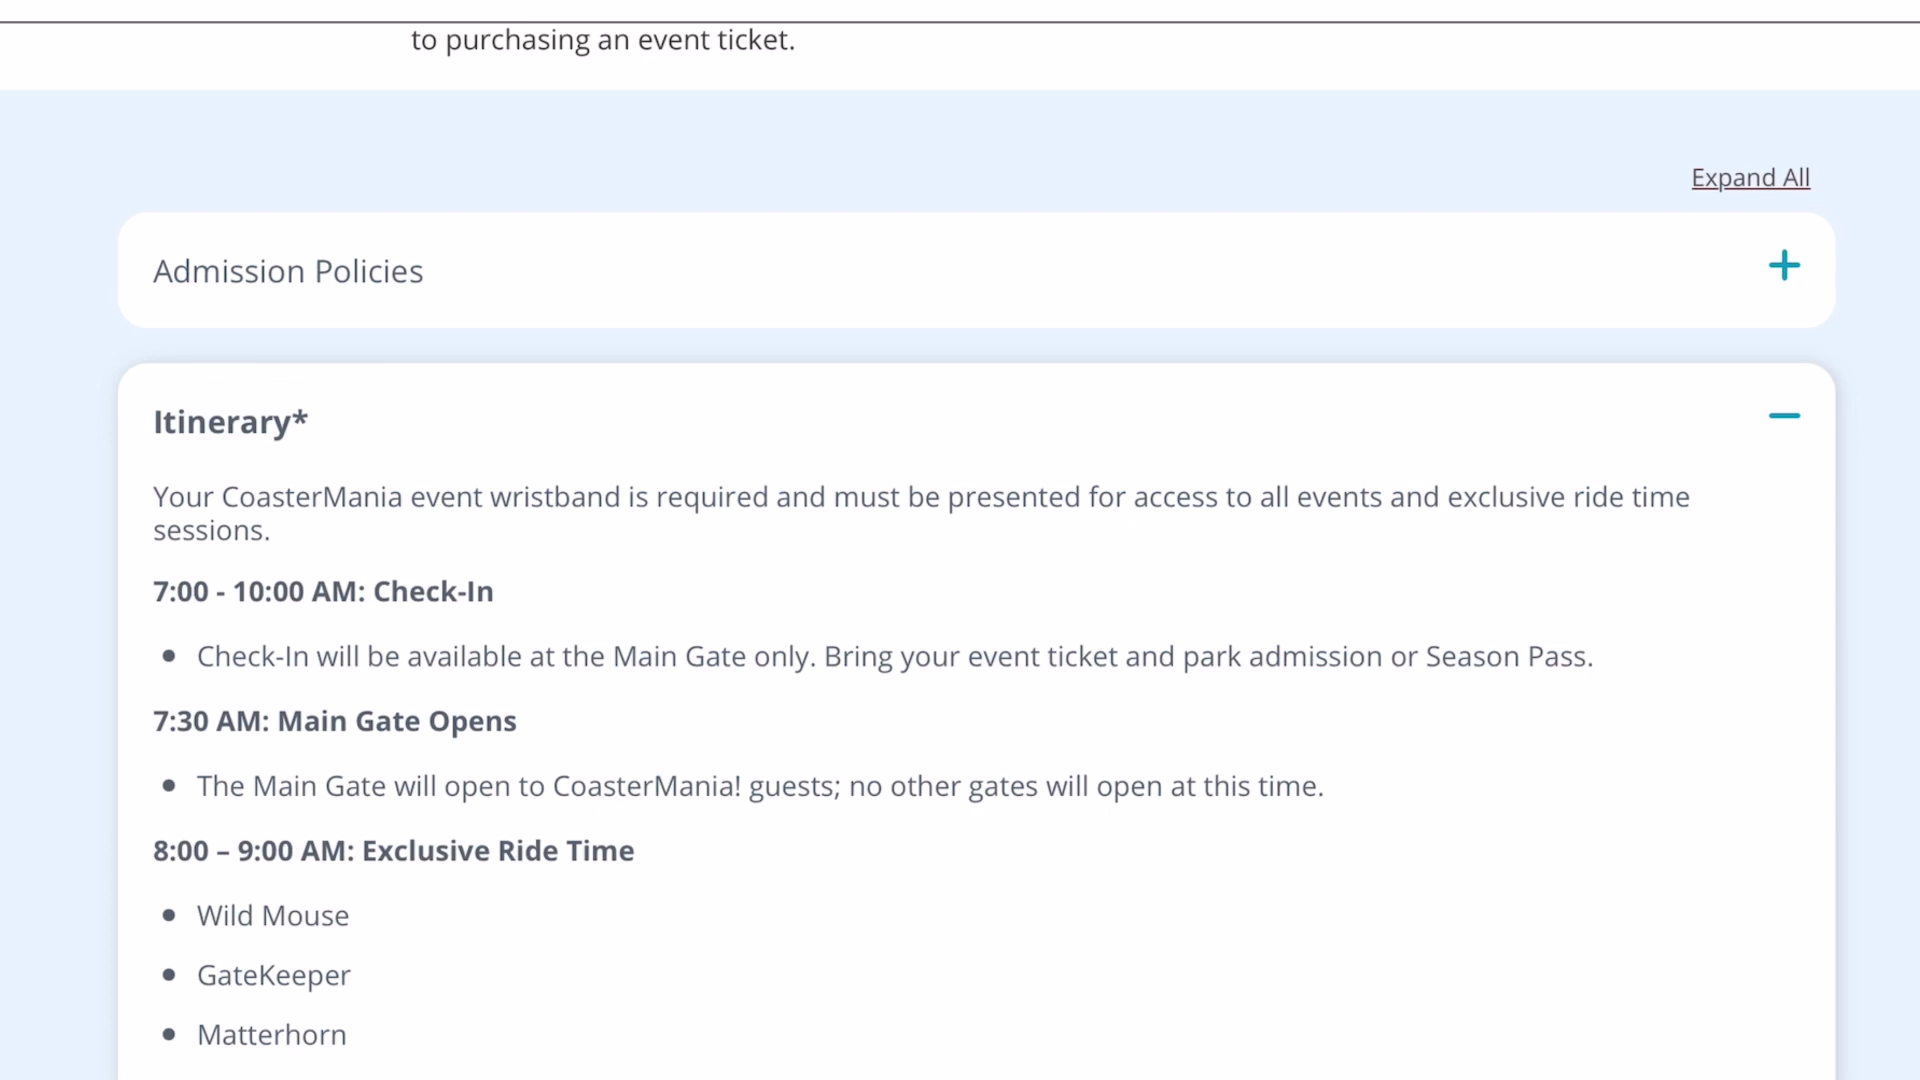 to purchasing an event ticket.
Expand All
Admission Policies
Itinerary*
Your CoasterMania event wristband is required and must be presented for access to all events and exclusive ride time
sessions.
7:00 - 10:00 AM: Check-In
Check-In will be available at the Main Gate only. Bring your event ticket and park admission or Season Pass.
7:30 AM: Main Gate Opens
The Main Gate will open to CoasterMania! guests; no other gates will open at this time.
8:00 – 9:00 AM: Exclusive Ride Time
Wild Mouse
GateKeeper
Matterhorn